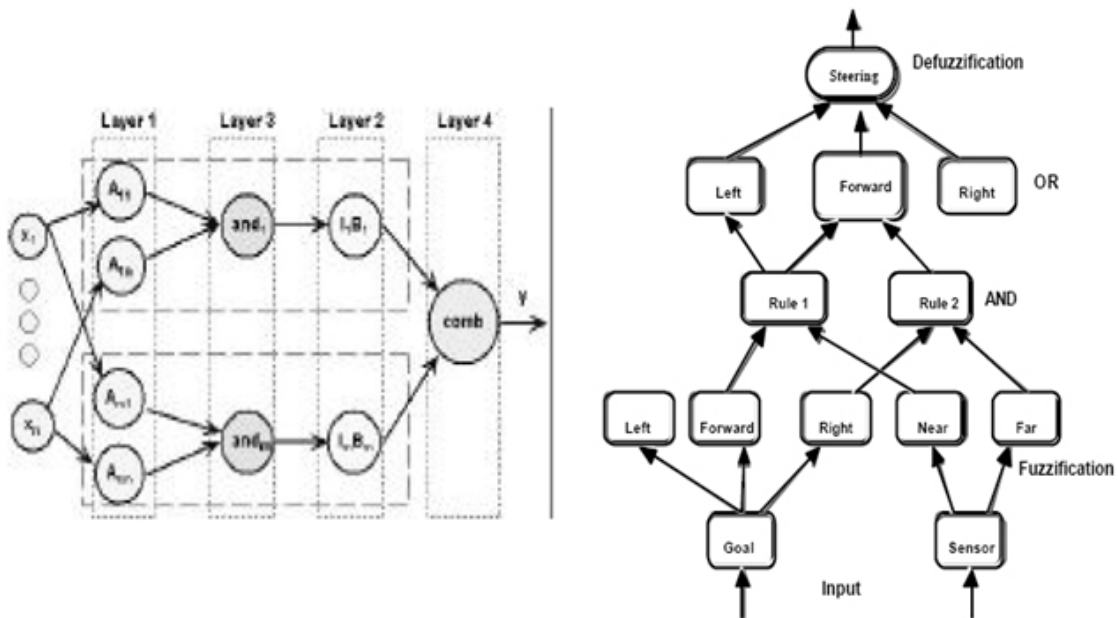 Layer 1
Layer 3
Layer 2
Layer 4
A11
A1n
and1
I1B1
x1
y
comb
xn
Am1
Amn
andm
ImBm
Defuzzification
Steering
Left
Forward
Right
OR
Rule 1
Rule 2
AND
Left
Forward
Right
Near
Far
Fuzzification
Goal
Sensor
Input